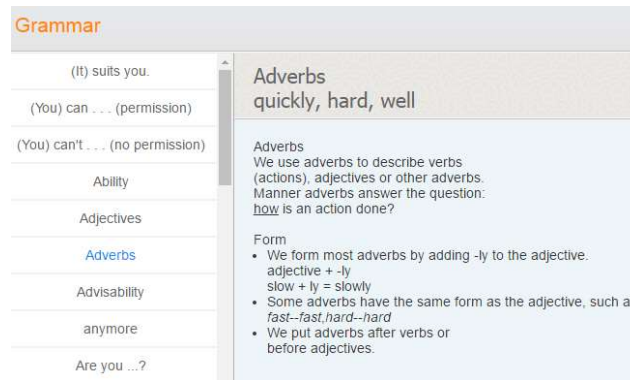 Grammar
(It) suits you.
(You) can . . . (permission)
(You) can't . . . (no permission)
Ability
Adjectives
Adverbs
Advisability
anymore
Are you ...?
Adverbs
quickly, hard, well
Adverbs
We use adverbs to describe verbs
(actions), adjectives or other adverbs.
Manner adverbs answer the question:
how is an action done?
Form
• We form most adverbs by adding -ly to the adjective.
adjective + -ly
slow + ly = slowly
• Some adverbs have the same form as the adjective, such a
fast--fast,hard--hard
• We put adverbs after verbs or
before adjectives.